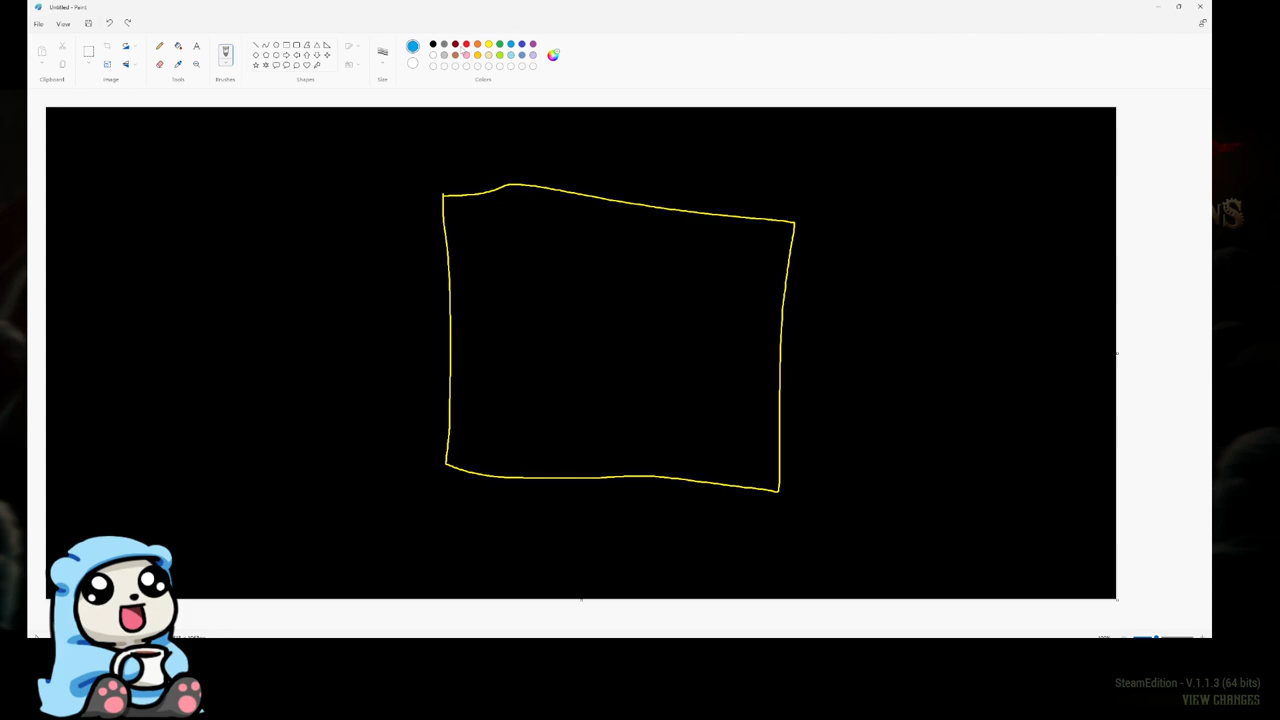 Untitled - Paint
File View
Clipboard Image Tools Brushes Shapes Size Colors
SteamEdition - V.1.1.3 (64 bits)
VIEW CHANGES